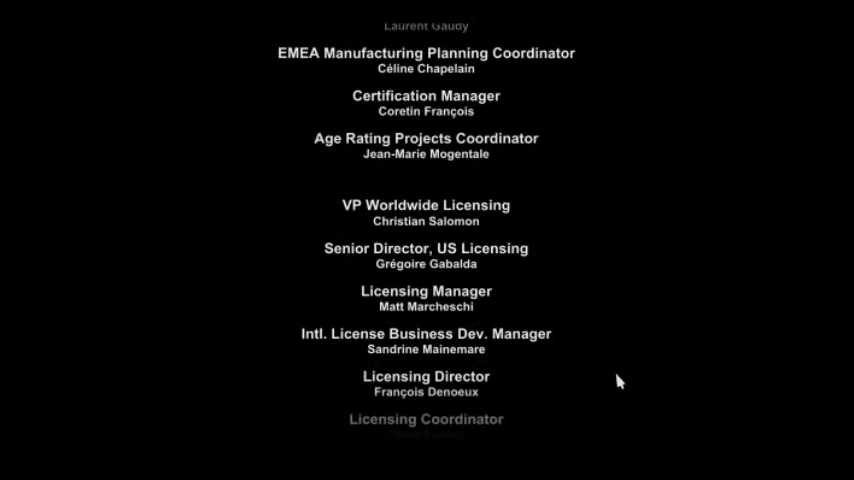 Laurent Gaudy
EMEA Manufacturing Planning Coordinator
Céline Chapelain
Certification Manager
Coretin François
Age Rating Projects Coordinator
Jean-Marie Mogentale
VP Worldwide Licensing
Christian Salomon
Senior Director, US Licensing
Grégoire Gabalda
Licensing Manager
Matt Marcheschi
Intl. License Business Dev. Manager
Sandrine Mainemare
Licensing Director
François Denoeux
Licensing Coordinator